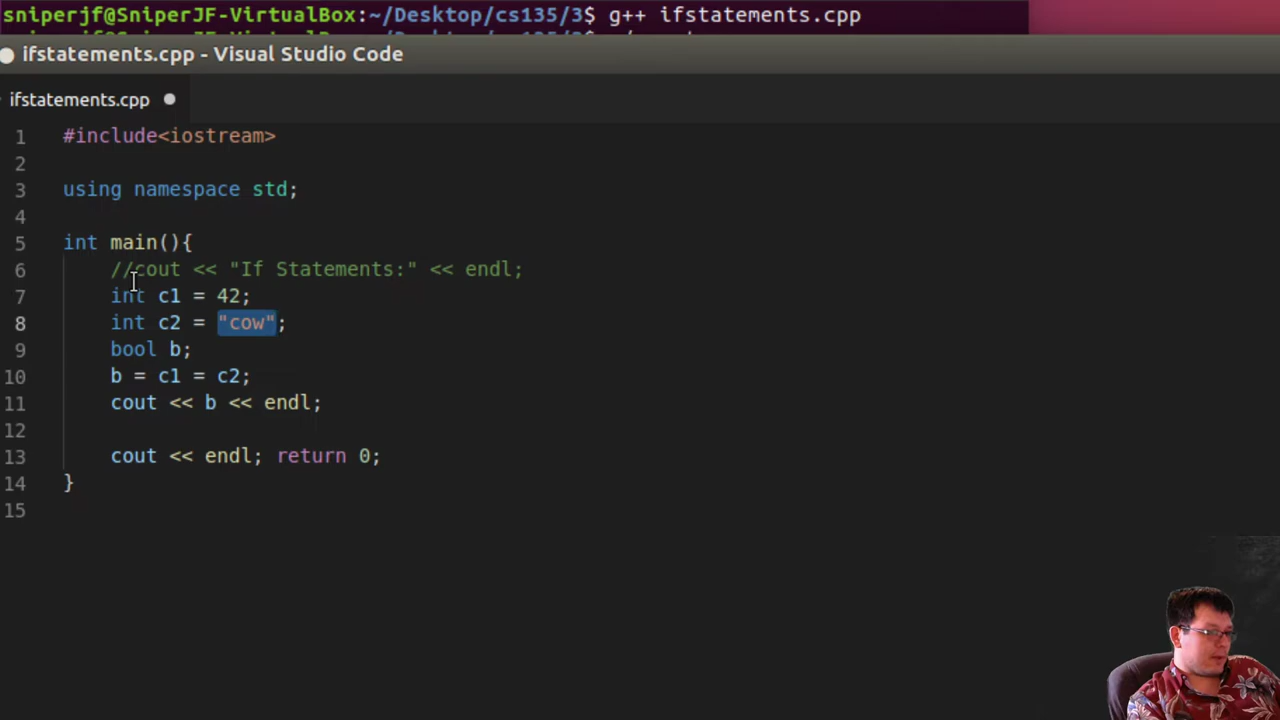 sniperjf@SniperJF-VirtualBox:~/Desktop/cs135/3$ g++ ifstatements.cpp
ifstatements.cpp - Visual Studio Code
ifstatements.cpp
1 #include<iostream>
2
3 using namespace std;
4
5 int main(){
6 //cout << "If Statements:" << endl;
7 int c1 = 42;
8 int c2 = "cow";
9 bool b;
10 b = c1 = c2;
11 cout << b << endl;
12
13 cout << endl; return 0;
14 }
15